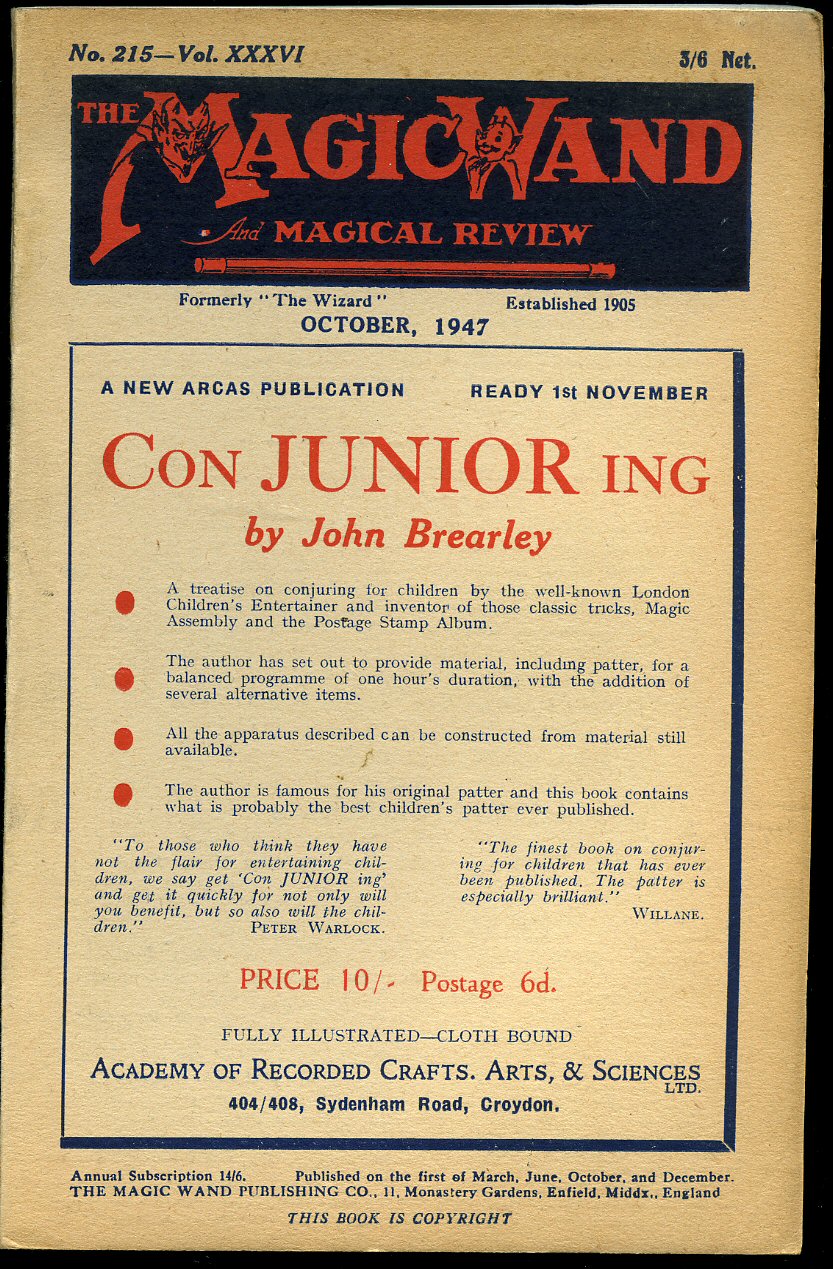 No. 215—Vol. XXXVI
3/6 Net.
THE MAGIC WAND
And MAGICAL REVIEW
Formerly "The Wizard"
Established 1905
OCTOBER, 1947
A NEW ARCAS PUBLICATION
READY 1st NOVEMBER
CON JUNIOR ING
by John Brearley
A treatise on conjuring for children by the well-known London
Children's Entertainer and inventor of those classic tricks, Magic
Assembly and the Postage Stamp Album.
The author has set out to provide material, including patter, for a
balanced programme of one hour's duration, with the addition of
several alternative items.
All the apparatus described can be constructed from material still
available.
The author is famous for his original patter and this book contains
what is probably the best children's patter ever published.
"To those who think they have
not the flair for entertaining chil-
dren, we say get 'Con JUNIOR ing'
and get it quickly for not only will
you benefit, but so also will the chil-
dren." PETER WARLOCK.
"The finest book on conjur-
ing for children that has ever
been published. The patter is
especially brilliant."
WILLANE.
PRICE 10/- Postage 6d.
FULLY ILLUSTRATED—CLOTH BOUND
ACADEMY OF RECORDED CRAFTS. ARTS, & SCIENCES
LTD.
404/408, Sydenham Road, Croydon.
Annual Subscription 14/6. Published on the first of March, June, October, and December.
THE MAGIC WAND PUBLISHING CO., 11, Monastery Gardens, Enfield, Middx., England
THIS BOOK IS COPYRIGHT